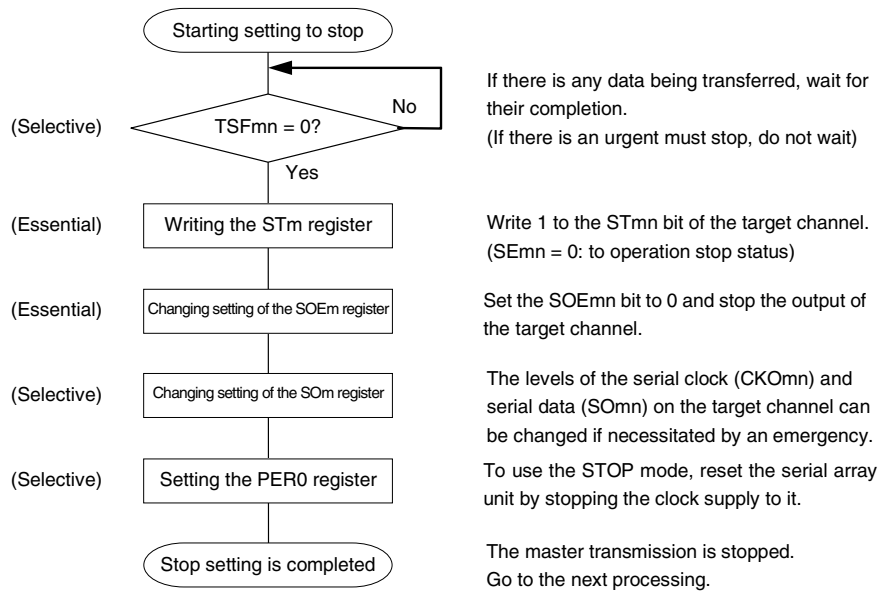 Starting setting to stop
If there is any data being transferred, wait for
their completion.
(If there is an urgent must stop, do not wait)
(Selective)
TSFmn = 0?
No
Yes
(Essential)
Writing the STm register
Write 1 to the STmn bit of the target channel.
(SEmn = 0: to operation stop status)
(Essential)
Changing setting of the SOEm register
Set the SOEmn bit to 0 and stop the output of
the target channel.
(Selective)
Changing setting of the SOm register
The levels of the serial clock (CKOmn) and
serial data (SOmn) on the target channel can
be changed if necessitated by an emergency.
(Selective)
Setting the PER0 register
To use the STOP mode, reset the serial array
unit by stopping the clock supply to it.
Stop setting is completed
The master transmission is stopped.
Go to the next processing.